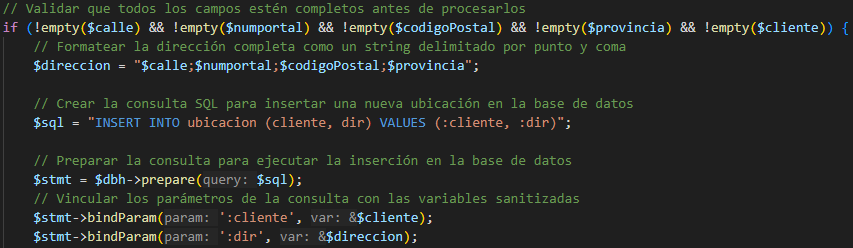 // Validar que todos los campos estén completos antes de procesarlos
if (!empty($calle) && !empty($numportal) && !empty($codigoPostal) && !empty($provincia) && !empty($cliente)) {
// Formatear la dirección completa como un string delimitado por punto y coma
$direccion = "$calle;$numportal;$codigoPostal;$provincia";
// Crear la consulta SQL para insertar una nueva ubicación en la base de datos
$sql = "INSERT INTO ubicacion (cliente, dir) VALUES (:cliente, :dir)";
// Preparar la consulta para ejecutar la inserción en la base de datos
$stmt = $dbh->prepare(query: $sql);
// Vincular los parámetros de la consulta con las variables sanitizadas
$stmt->bindParam(param: ':cliente', var: &$cliente);
$stmt->bindParam(param: ':dir', var: &$direccion);